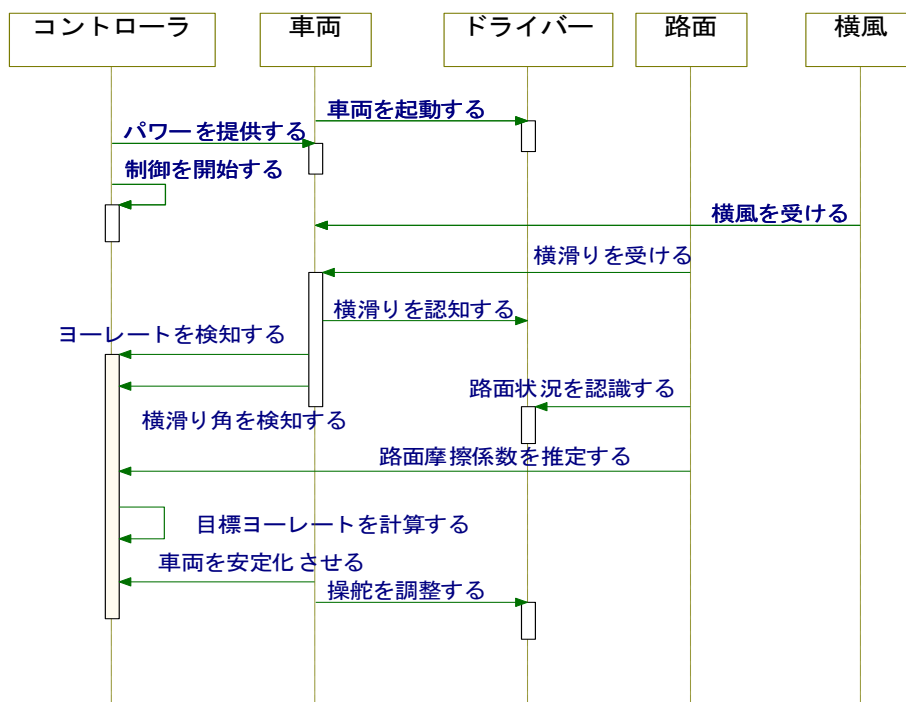 コントローラ
車両
ドライバー
路面
横風
車両を起動する
パワーを提供する
制御を開始する
横風を受ける
横滑りを受ける
横滑りを認知する
ヨーレートを検知する
路面状況を認識する
横滑り角を検知する
路面摩擦係数を推定する
目標ヨーレートを計算する
車両を安定化させる
操舵を調整する